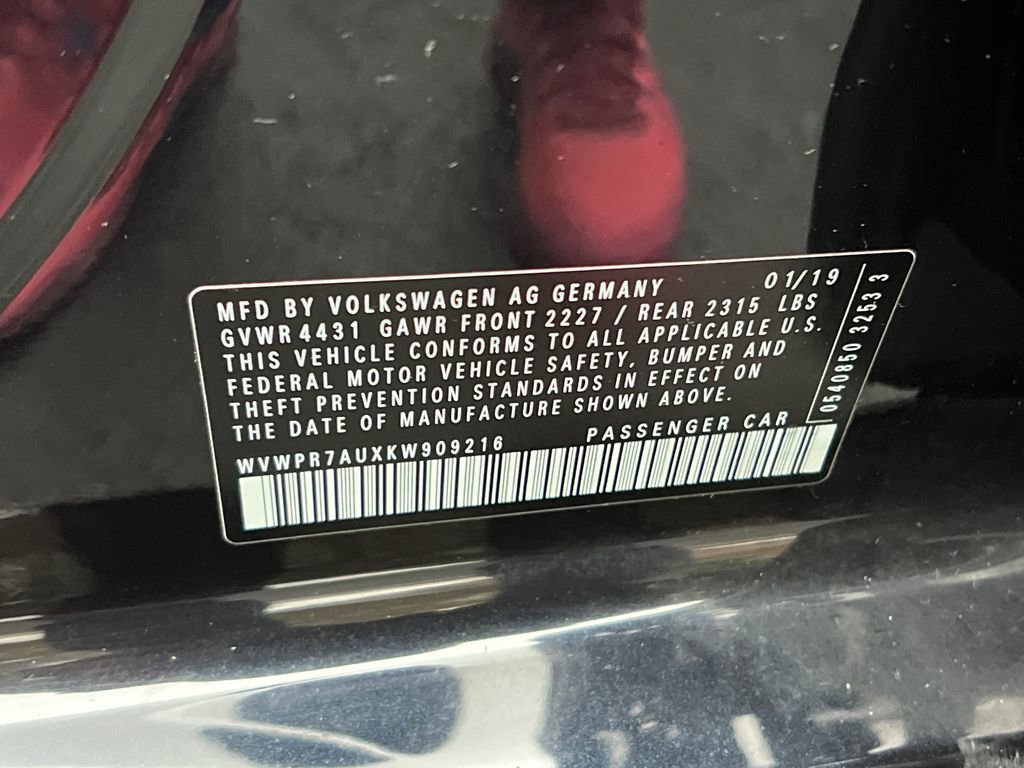 MFD BY VOLKSWAGEN AG GERMANY 01/19
GVWR 4431 GAWR FRONT 2227 / REAR 2315 LBS
THIS VEHICLE CONFORMS TO ALL APPLICABLE U.S.
FEDERAL MOTOR VEHICLE SAFETY, BUMPER AND
THEFT PREVENTION STANDARDS IN EFFECT ON
THE DATE OF MANUFACTURE SHOWN ABOVE.
WVWPR7AUXKW909216 PASSENGER CAR
0540850 3253 3